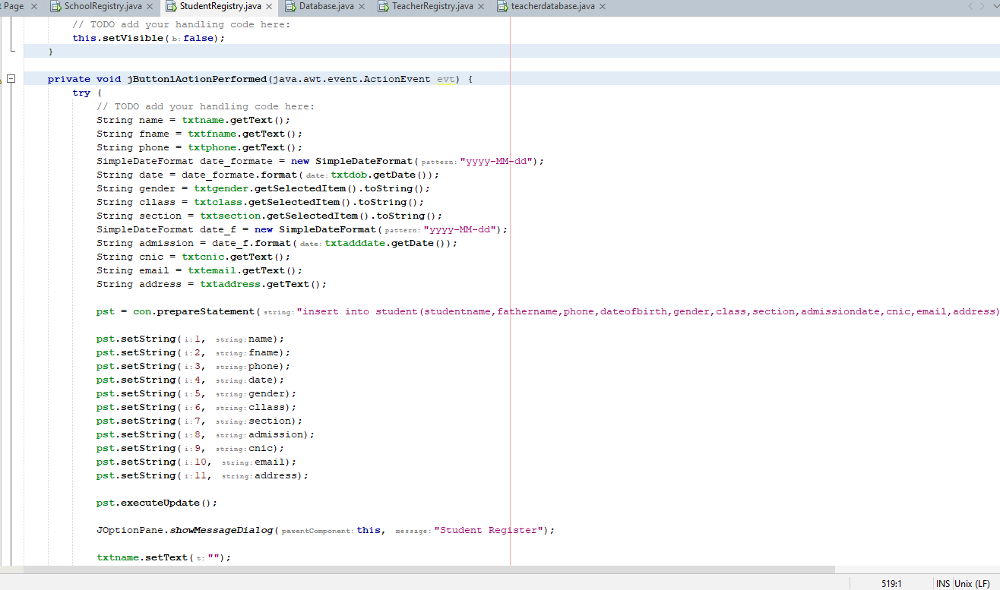 t Page × SchoolRegistry.java × StudentRegistry.java × Database.java × TeacherRegistry.java × teacherdatabase.java ×
// TODO add your handling code here:
this.setVisible( b: false);
}
private void jButton1ActionPerformed(java.awt.event.ActionEvent evt) {
try {
// TODO add your handling code here:
String name = txtname.getText();
String fname = txtfname.getText();
String phone = txtphone.getText();
SimpleDateFormat date_formate = new SimpleDateFormat( pattern: "yyyy-MM-dd");
String date = date_formate.format( date: txtdob.getDate());
String gender = txtgender.getSelectedItem().toString();
String cllass = txtclass.getSelectedItem().toString();
String section = txtsection.getSelectedItem().toString();
SimpleDateFormat date_f = new SimpleDateFormat( pattern: "yyyy-MM-dd");
String admission = date_f.format( date: txtadddate.getDate());
String cnic = txtcnic.getText();
String email = txtemail.getText();
String address = txtaddress.getText();
pst = con.prepareStatement( string: "insert into student(studentname,fathername,phone,dateofbirth,gender,class,section,admissiondate,cnic,email,address)
pst.setString( i: 1, string: name);
pst.setString( i: 2, string: fname);
pst.setString( i: 3, string: phone);
pst.setString( i: 4, string: date);
pst.setString( i: 5, string: gender);
pst.setString( i: 6, string: cllass);
pst.setString( i: 7, string: section);
pst.setString( i: 8, string: admission);
pst.setString( i: 9, string: cnic);
pst.setString( i: 10, string: email);
pst.setString( i: 11, string: address);
pst.executeUpdate();
JOptionPane.showMessageDialog( parentComponent: this, message: "Student Register");
txtname.setText( t: "");
519:1 INS Unix (LF)